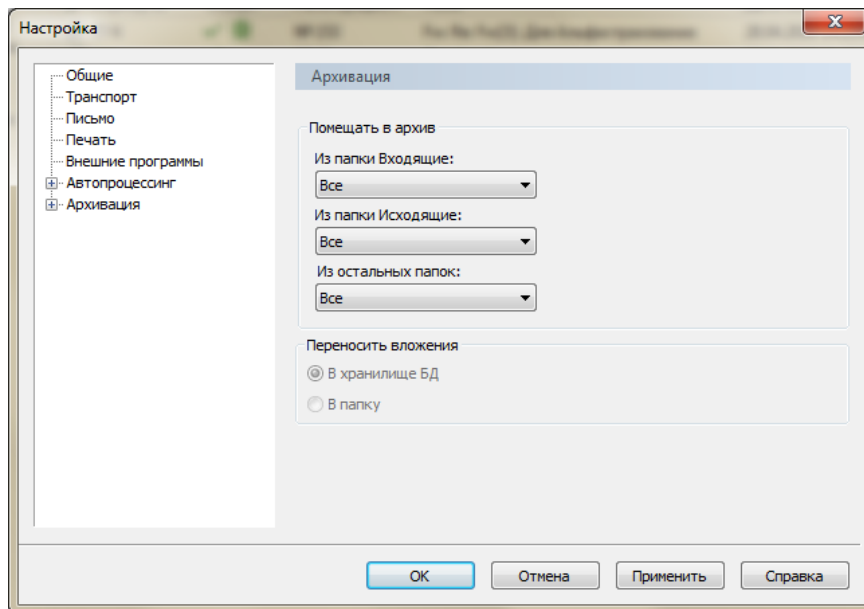 Настройка
Общие
Транспорт
Письмо
Печать
Внешние программы
Автопроцессинг
Архивация
Архивация
Помещать в архив
Из папки Входящие:
Все
Из папки Исходящие:
Все
Из остальных папок:
Все
Переносить вложения
В хранилище БД
В папку
OK
Отмена
Применить
Справка